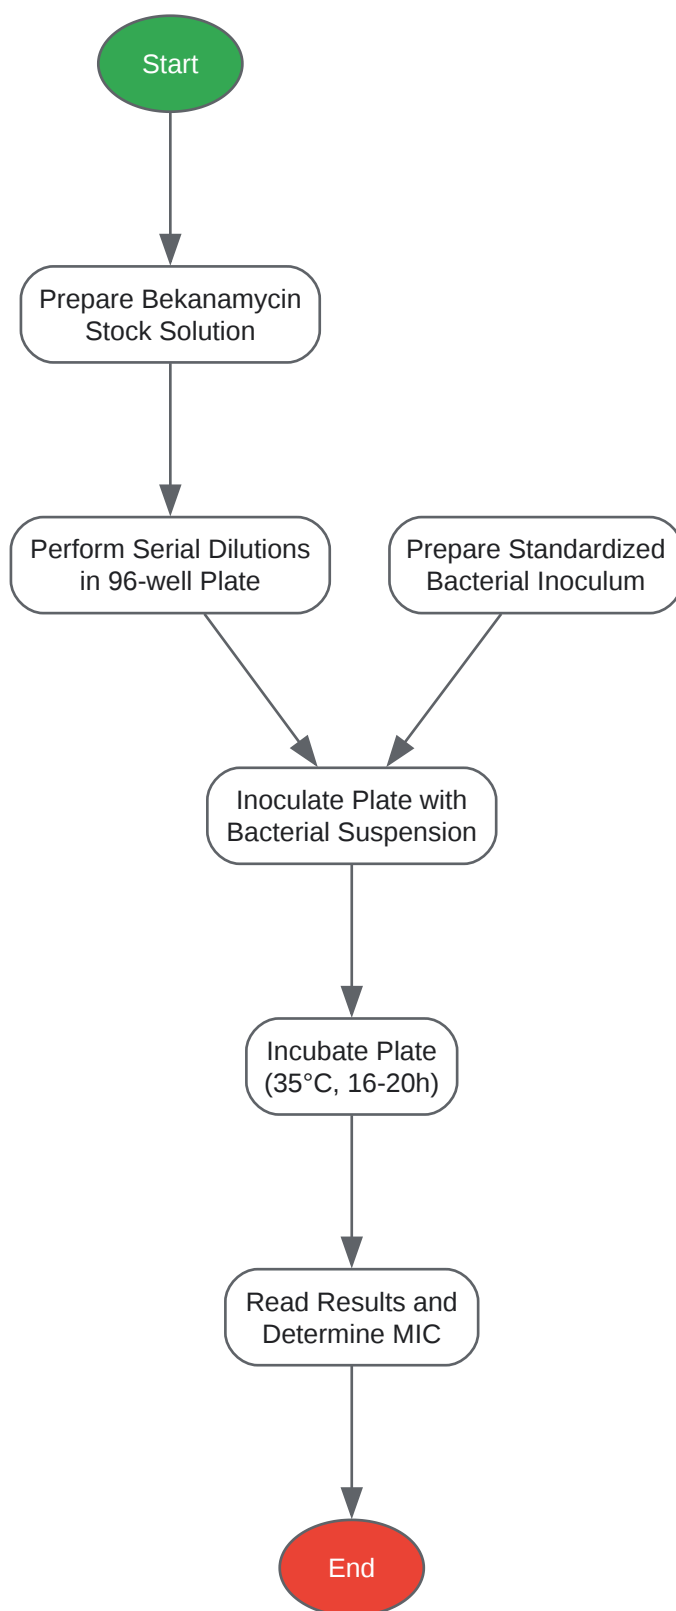 Start
Prepare Bekanamycin
Stock Solution
Perform Serial Dilutions
in 96-well Plate
Prepare Standardized
Bacterial Inoculum
Inoculate Plate with
Bacterial Suspension
Incubate Plate
(35°C, 16-20h)
Read Results and
Determine MIC
End